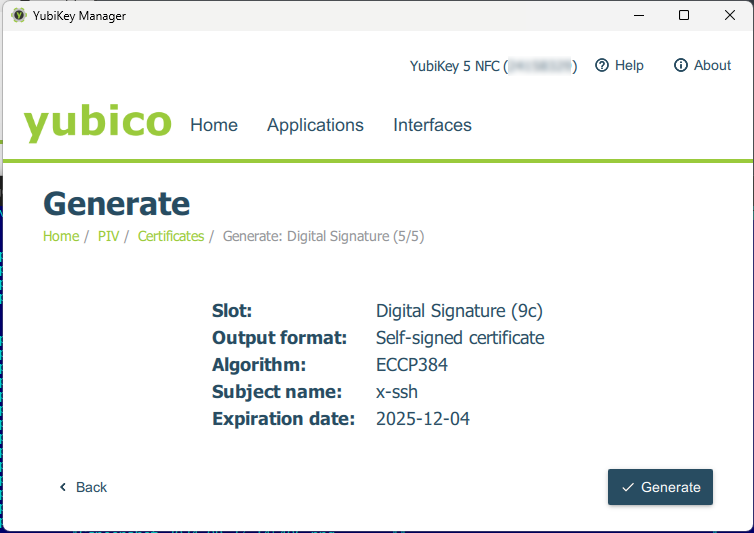 YubiKey Manager
YubiKey 5 NFC ( ) Help About
yubico Home Applications Interfaces
Generate
Home / PIV / Certificates / Generate: Digital Signature (5/5)
Slot: Digital Signature (9c)
Output format: Self-signed certificate
Algorithm: ECCP384
Subject name: x-ssh
Expiration date: 2025-12-04
Back Generate